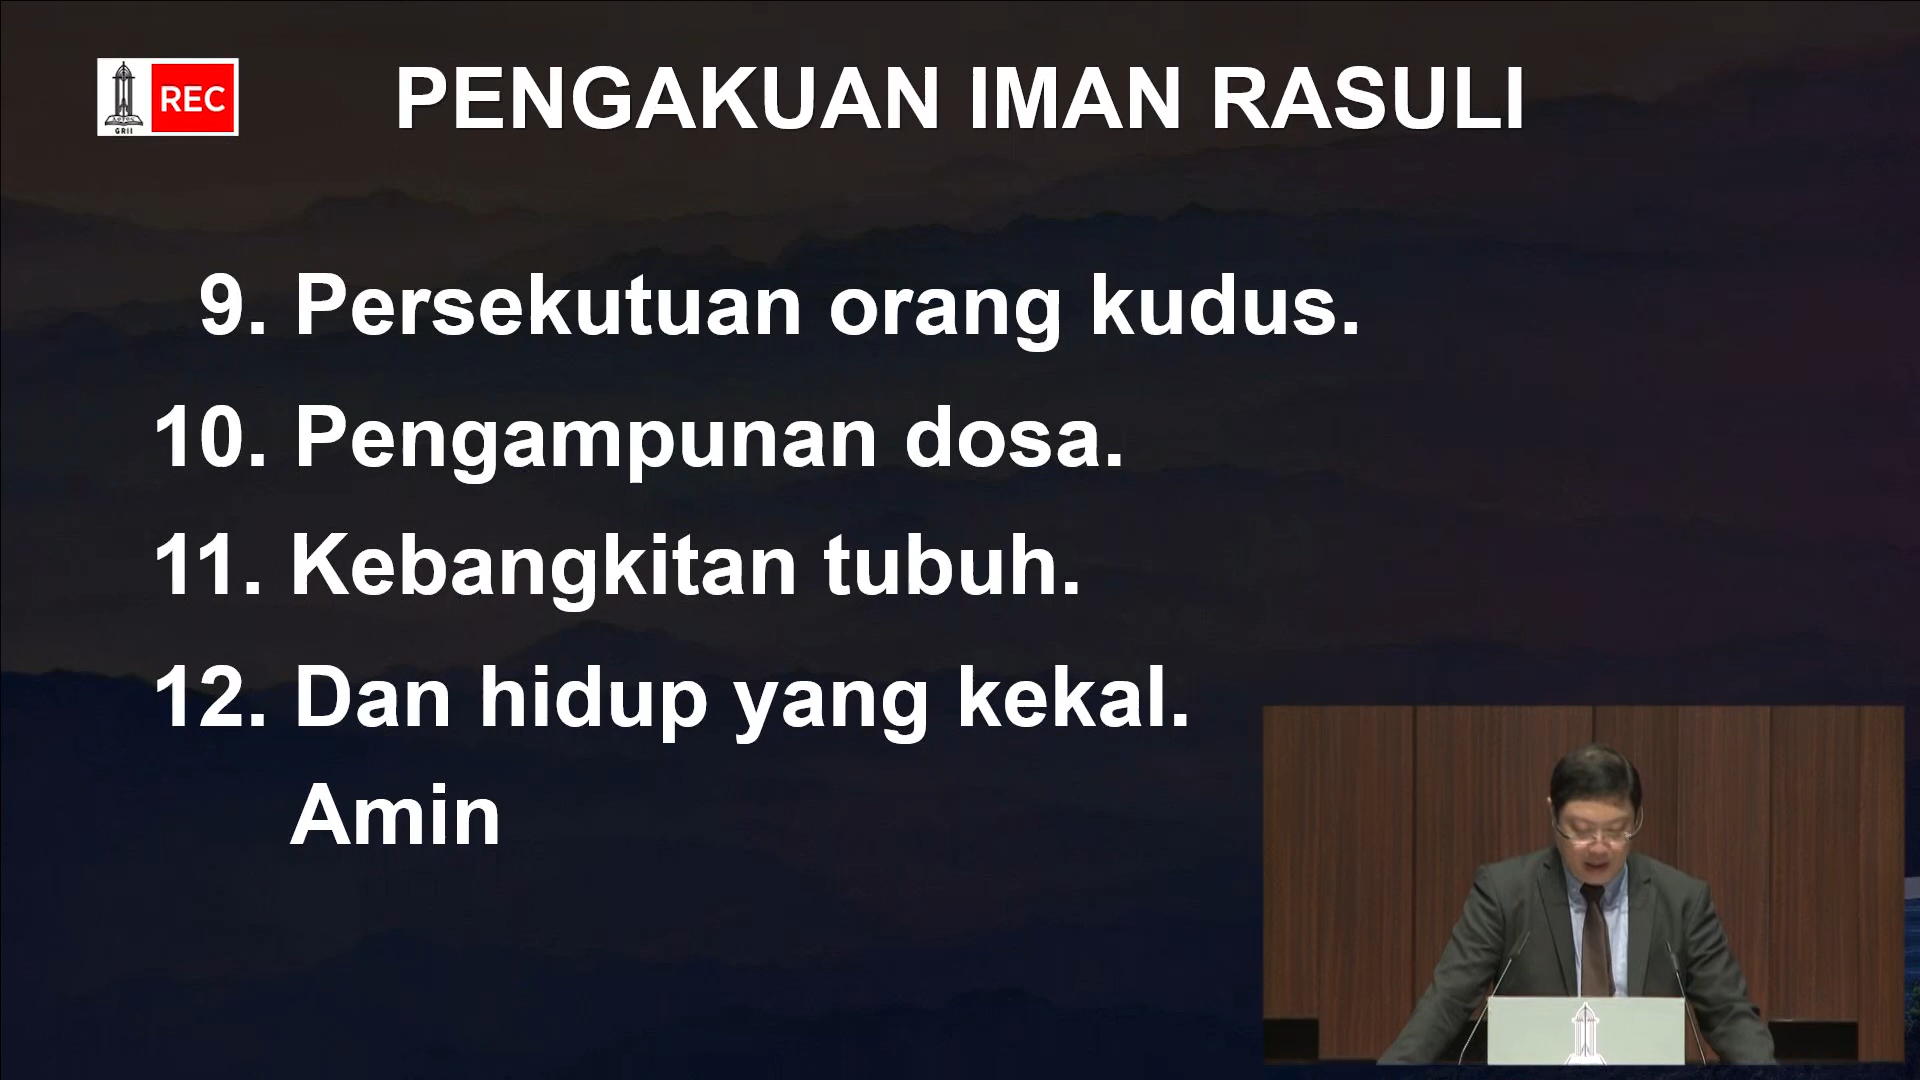 GRII
REC
PENGAKUAN IMAN RASULI
9. Persekutuan orang kudus.
10. Pengampunan dosa.
11. Kebangkitan tubuh.
12. Dan hidup yang kekal.
Amin